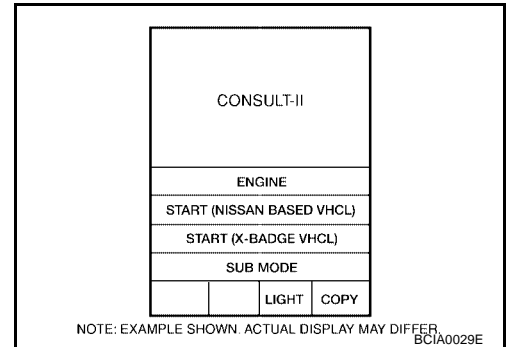 CONSULT-II
ENGINE
START (NISSAN BASED VHCL)
START (X-BADGE VHCL)
SUB MODE
LIGHT COPY
NOTE: EXAMPLE SHOWN. ACTUAL DISPLAY MAY DIFFER.
BCIA0029E